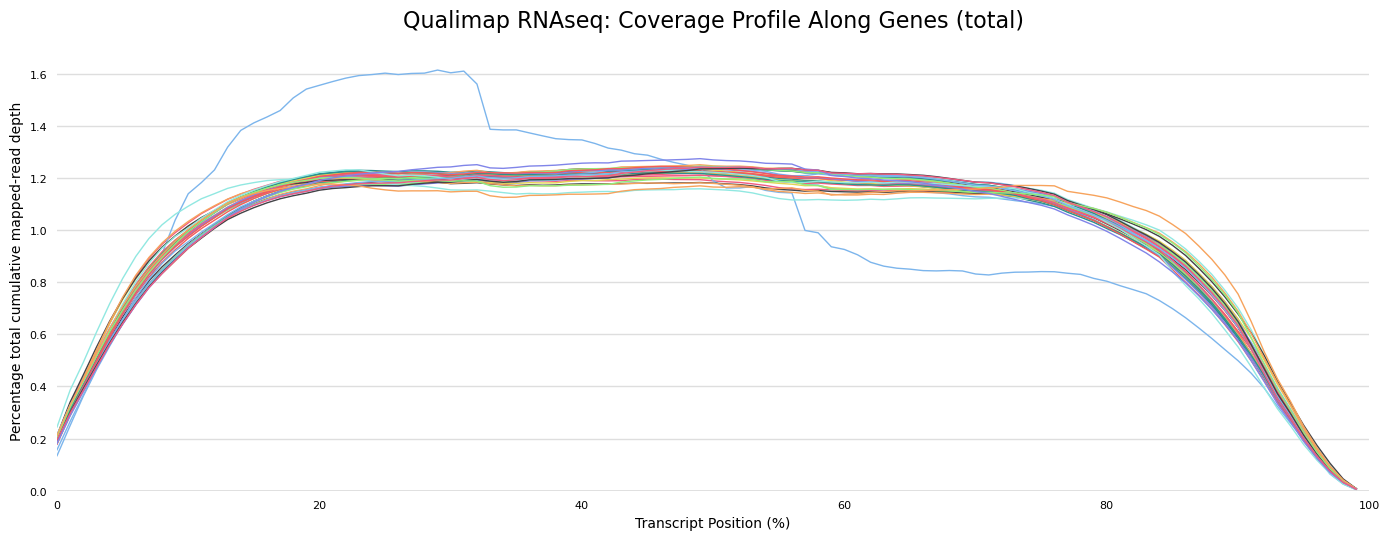 Qualimap RNAseq: Coverage Profile Along Genes (total)
Percentage total cumulative mapped-read depth
1.6
1.4
1.2
1.0
0.8
0.6
0.4
0.2
0.0
0 20 40 60 80 100
Transcript Position (%)